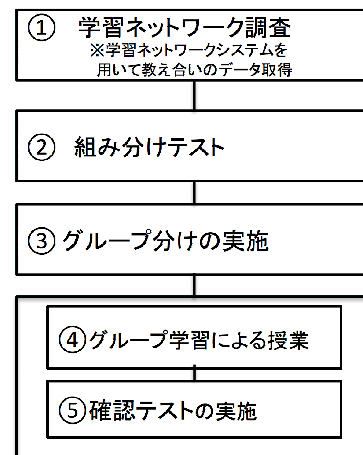 ① 学習ネットワーク調査
※学習ネットワークシステムを
用いて教え合いのデータ取得
② 組み分けテスト
③グループ分けの実施
④グループ学習による授業
⑤確認テストの実施